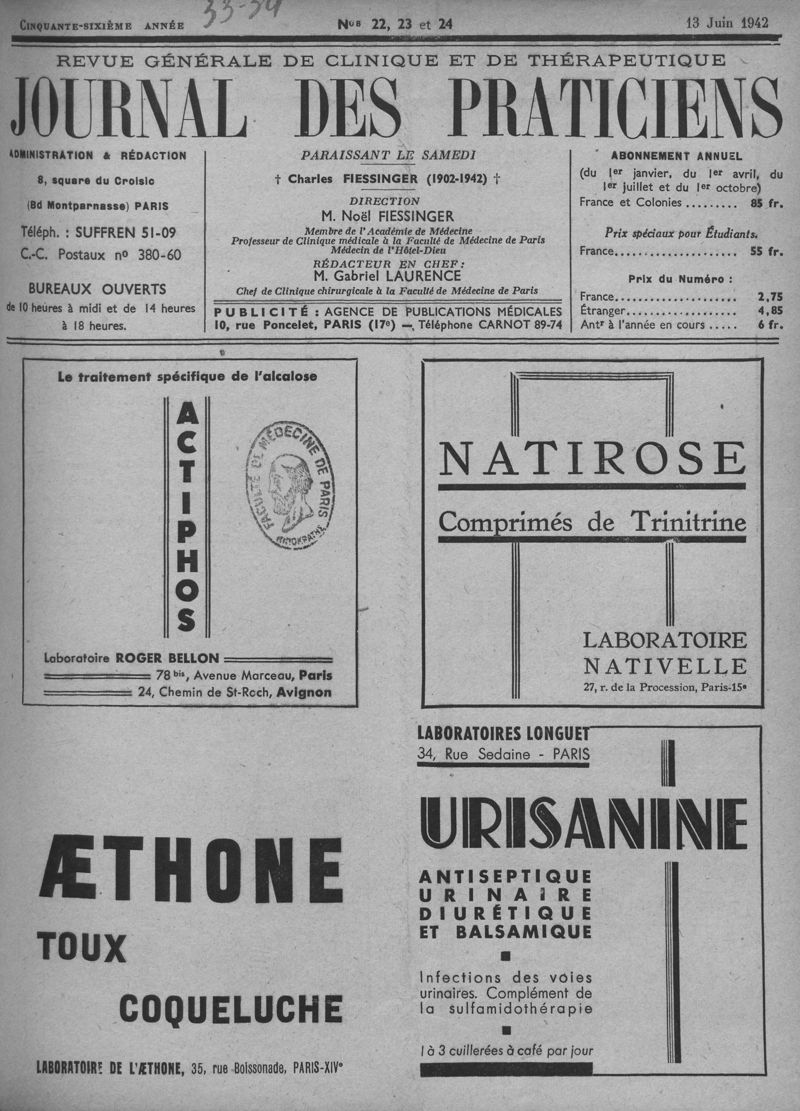 CINQUANTE-SIXIÈME ANNÉE
33-34
Nos 22, 23 et 24
13 Juin 1942
REVUE GÉNÉRALE DE CLINIQUE ET DE THÉRAPEUTIQUE
JOURNAL DES PRATICIENS
ADMINISTRATION & RÉDACTION
8, square du Croisic
(Bd Montparnasse) PARIS
Téléph. : SUFFREN 51-09
C.-C. Postaux no 380-60
BUREAUX OUVERTS
de 10 heures à midi et de 14 heures
à 18 heures.
PARAISSANT LE SAMEDI
† Charles FIESSINGER (1902-1942) †
DIRECTION
M. Noël FIESSINGER
Membre de l'Académie de Médecine
Professeur de Clinique médicale à la Faculté de Médecine de Paris
Médecin de l'Hôtel-Dieu
RÉDACTEUR EN CHEF:
M. Gabriel LAURENCE
Chef de Clinique chirurgicale à la Faculté de Médecine de Paris
PUBLICITÉ : AGENCE DE PUBLICATIONS MÉDICALES
10, rue Poncelet, PARIS (17e) — Téléphone CARNOT 89-74
ABONNEMENT ANNUEL
(du 1er janvier, du 1er avril, du
1er juillet et du 1er octobre)
France et Colonies ......... 85 fr.
Prix spéciaux pour Étudiants.
France..................... 55 fr.
Prix du Numéro :
France..................... 2,75
Étranger................... 4,85
Antr à l'année en cours ..... 6 fr.
Le traitement spécifique de l'alcalose
ACTIPHOS
FACULTÉ DE MÉDECINE DE PARIS
HIPPOKRATHS
Laboratoire ROGER BELLON
78 bis, Avenue Marceau, Paris
24, Chemin de St-Roch, Avignon
NATIROSE
Comprimés de Trinitrine
LABORATOIRE
NATIVELLE
27, r. de la Procession, Paris-15e
ÆTHONE
TOUX
COQUELUCHE
LABORATOIRE DE L'ÆTHONE, 35, rue Boissonade, PARIS-XIVe
LABORATOIRES LONGUET
34, Rue Sedaine - PARIS
URISANINE
ANTISEPTIQUE
URINAIRE
DIURÉTIQUE
ET BALSAMIQUE
Infections des voies
urinaires. Complément de
la sulfamidothérapie
1 à 3 cuillerées à café par jour